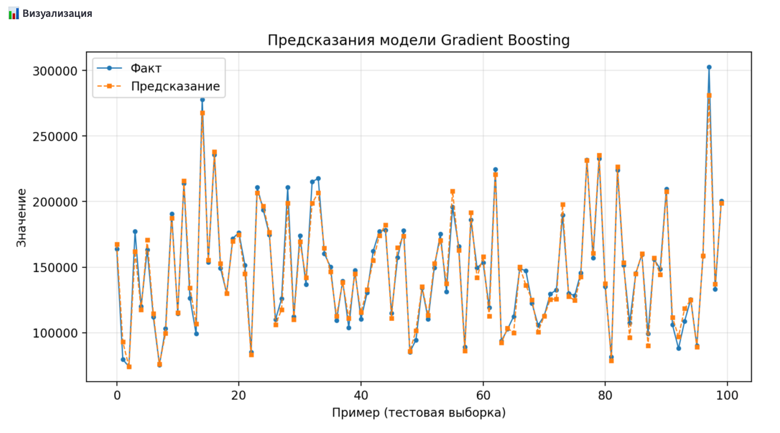 Визуализация
Предсказания модели Gradient Boosting
Факт
Предсказание
Значение
300000
250000
200000
150000
100000
0 20 40 60 80 100
Пример (тестовая выборка)